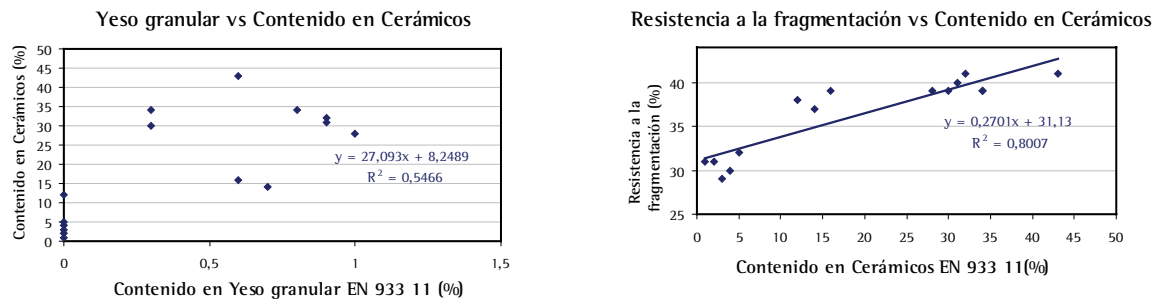 Yeso granular vs Contenido en Cerámicos
Contenido en Cerámicos (%)
50
45
40
35
30
25
20
15
10
5
0
y = 27,093x + 8,2489
R² = 0,5466
0 0,5 1 1,5
Contenido en Yeso granular EN 933 11 (%)
Resistencia a la fragmentación vs Contenido en Cerámicos
Resistencia a la
fragmentación (%)
40
35
30
25
y = 0,2701x + 31,13
R² = 0,8007
0 5 10 15 20 25 30 35 40 45 50
Contenido en Cerámicos EN 933 11(%)